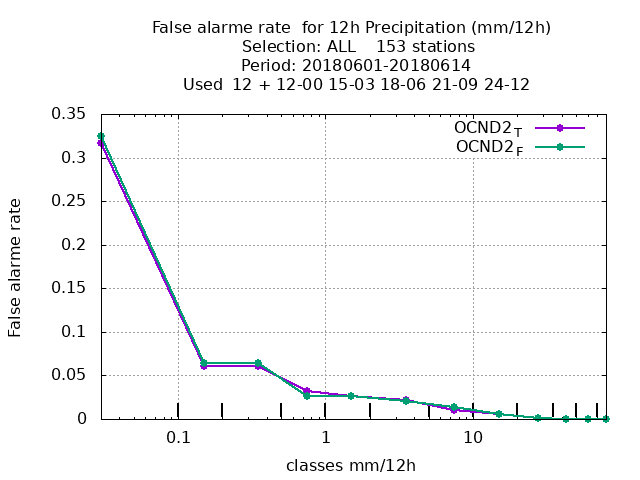 False alarme rate  for 12h Precipitation (mm/12h)
Selection: ALL    153 stations
Period: 20180601-20180614
Used  12 + 12-00 15-03 18-06 21-09 24-12
OCND2T
OCND2F
0.35
0.3
0.25
0.2
0.15
0.1
0.05
0
False alarme rate
0.1
1
10
classes mm/12h